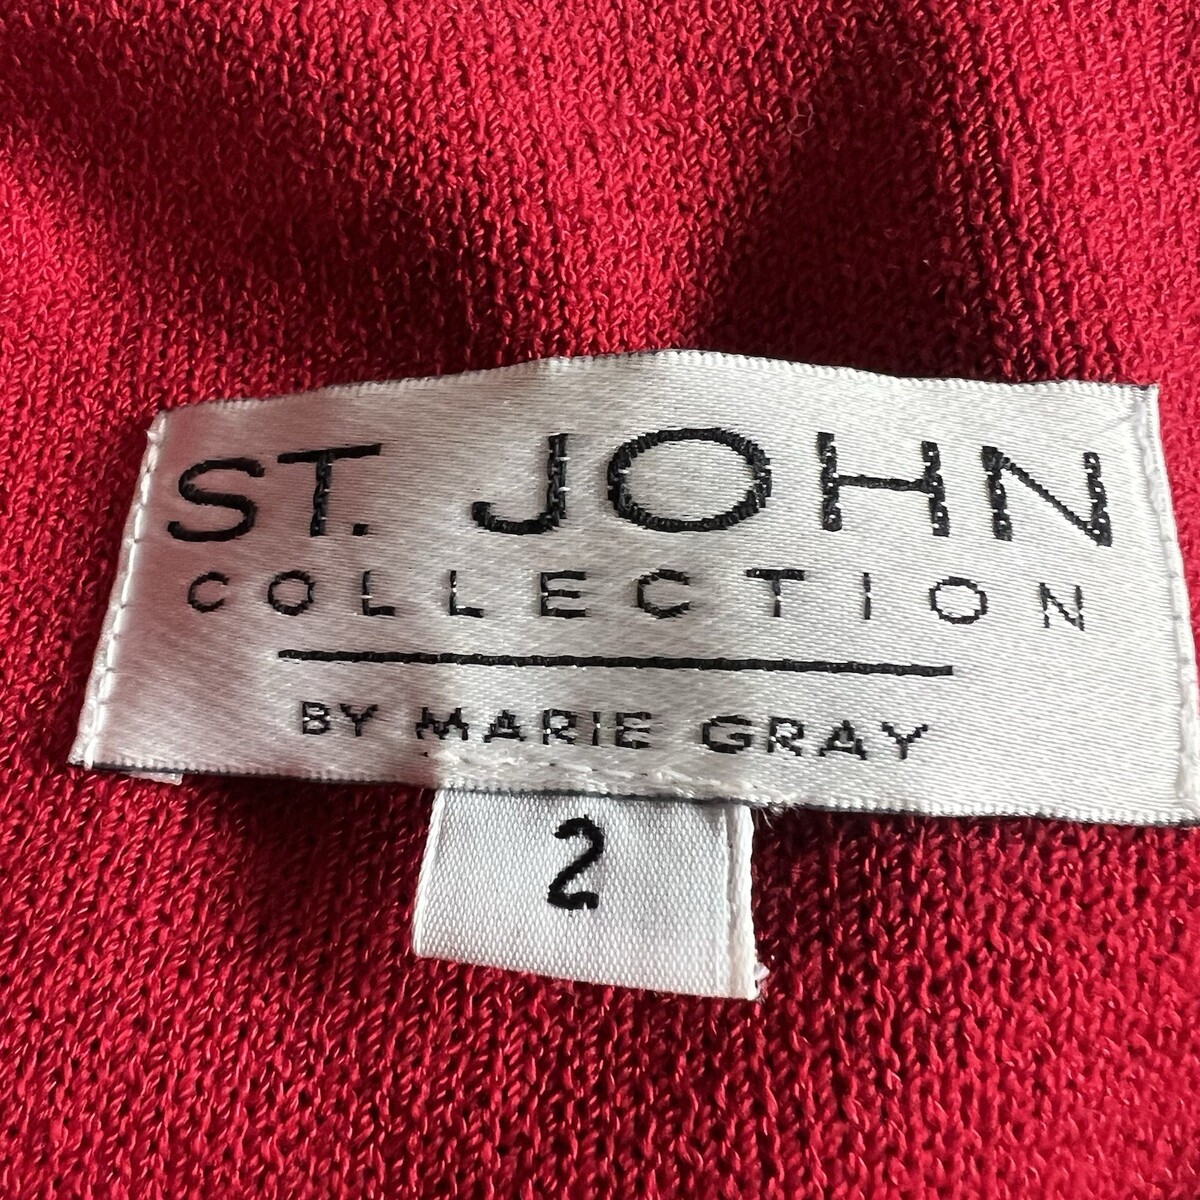 ST. JOHN
COLLECTION
BY MARIE GRAY
2